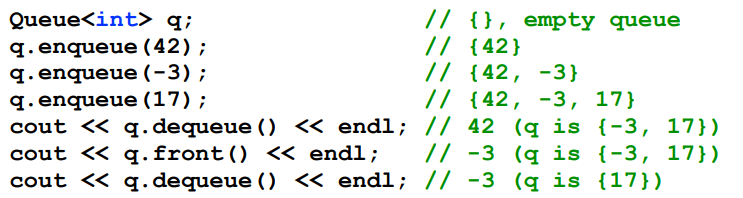 Queue<int> q;                 // {}, empty queue
q.enqueue(42);                // {42}
q.enqueue(-3);                // {42, -3}
q.enqueue(17);                // {42, -3, 17}
cout << q.dequeue() << endl; // 42 (q is {-3, 17})
cout << q.front() << endl;   // -3 (q is {-3, 17})
cout << q.dequeue() << endl; // -3 (q is {17})